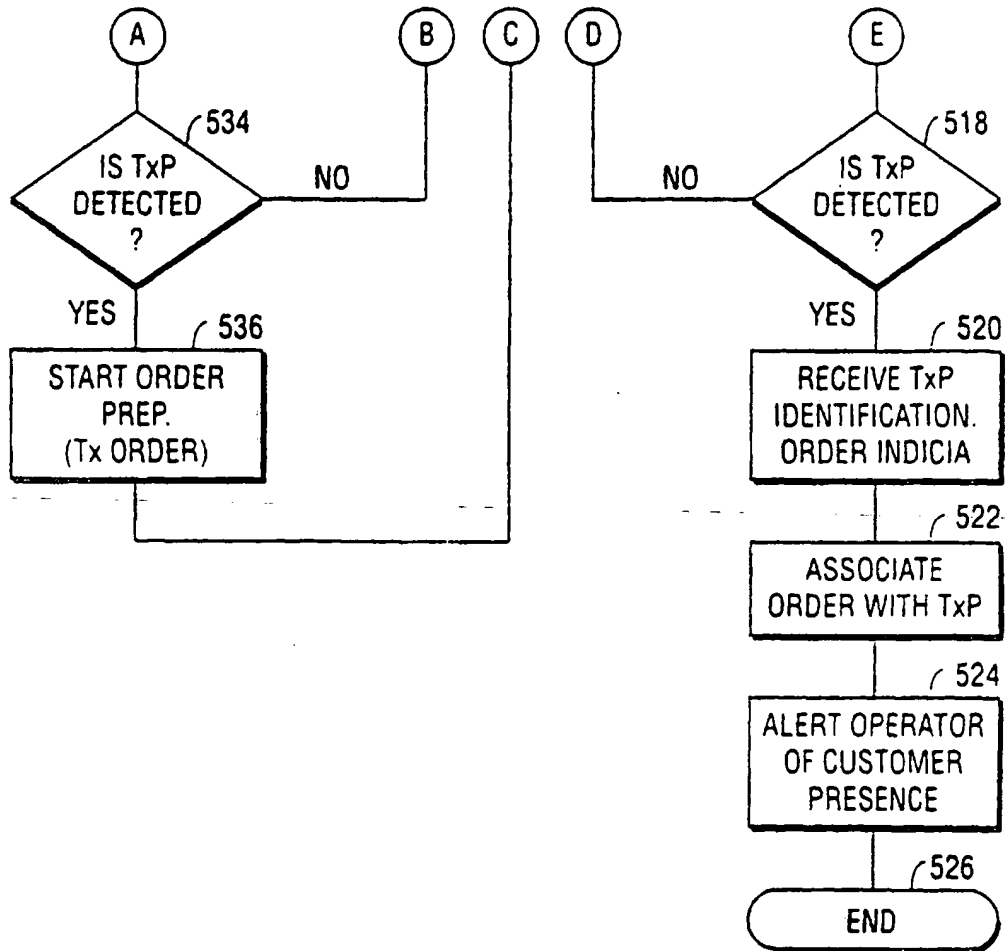 A
B
C
D
E
534
IS TxP
DETECTED
?
NO
YES
536
START ORDER
PREP.
(Tx ORDER)
518
IS TxP
DETECTED
?
NO
YES
520
RECEIVE TxP
IDENTIFICATION.
ORDER INDICIA
522
ASSOCIATE
ORDER WITH TxP
524
ALERT OPERATOR
OF CUSTOMER
PRESENCE
526
END